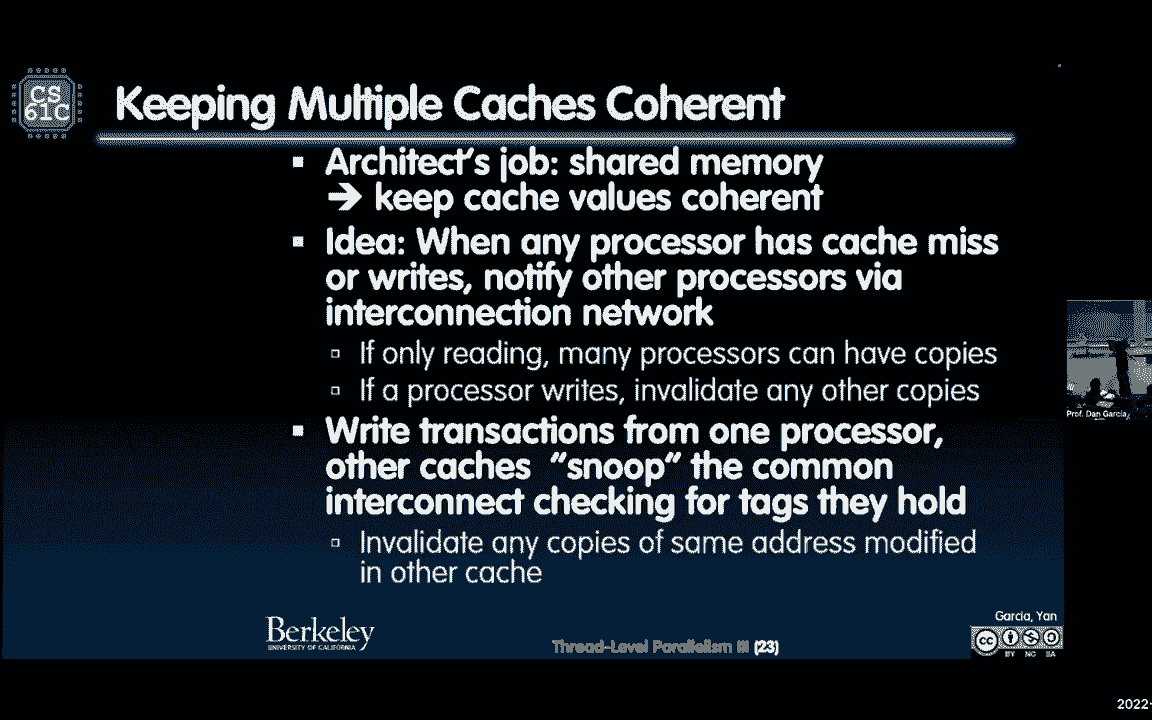 CS
61C
Keeping Multiple Caches Coherent
Architect's job: shared memory
➔ keep cache values coherent
Idea: When any processor has cache miss
or writes, notify other processors via
interconnection network
If only reading, many processors can have copies
If a processor writes, invalidate any other copies
Write transactions from one processor,
other caches "snoop" the common
interconnect checking for tags they hold
Invalidate any copies of same address modified
in other cache
Prof. Dan Garcia,
Berkeley
UNIVERSITY OF CALIFORNIA
Thread-Level Parallelism III (23)
Garcia, Yan
cc
BY NC SA
2022-